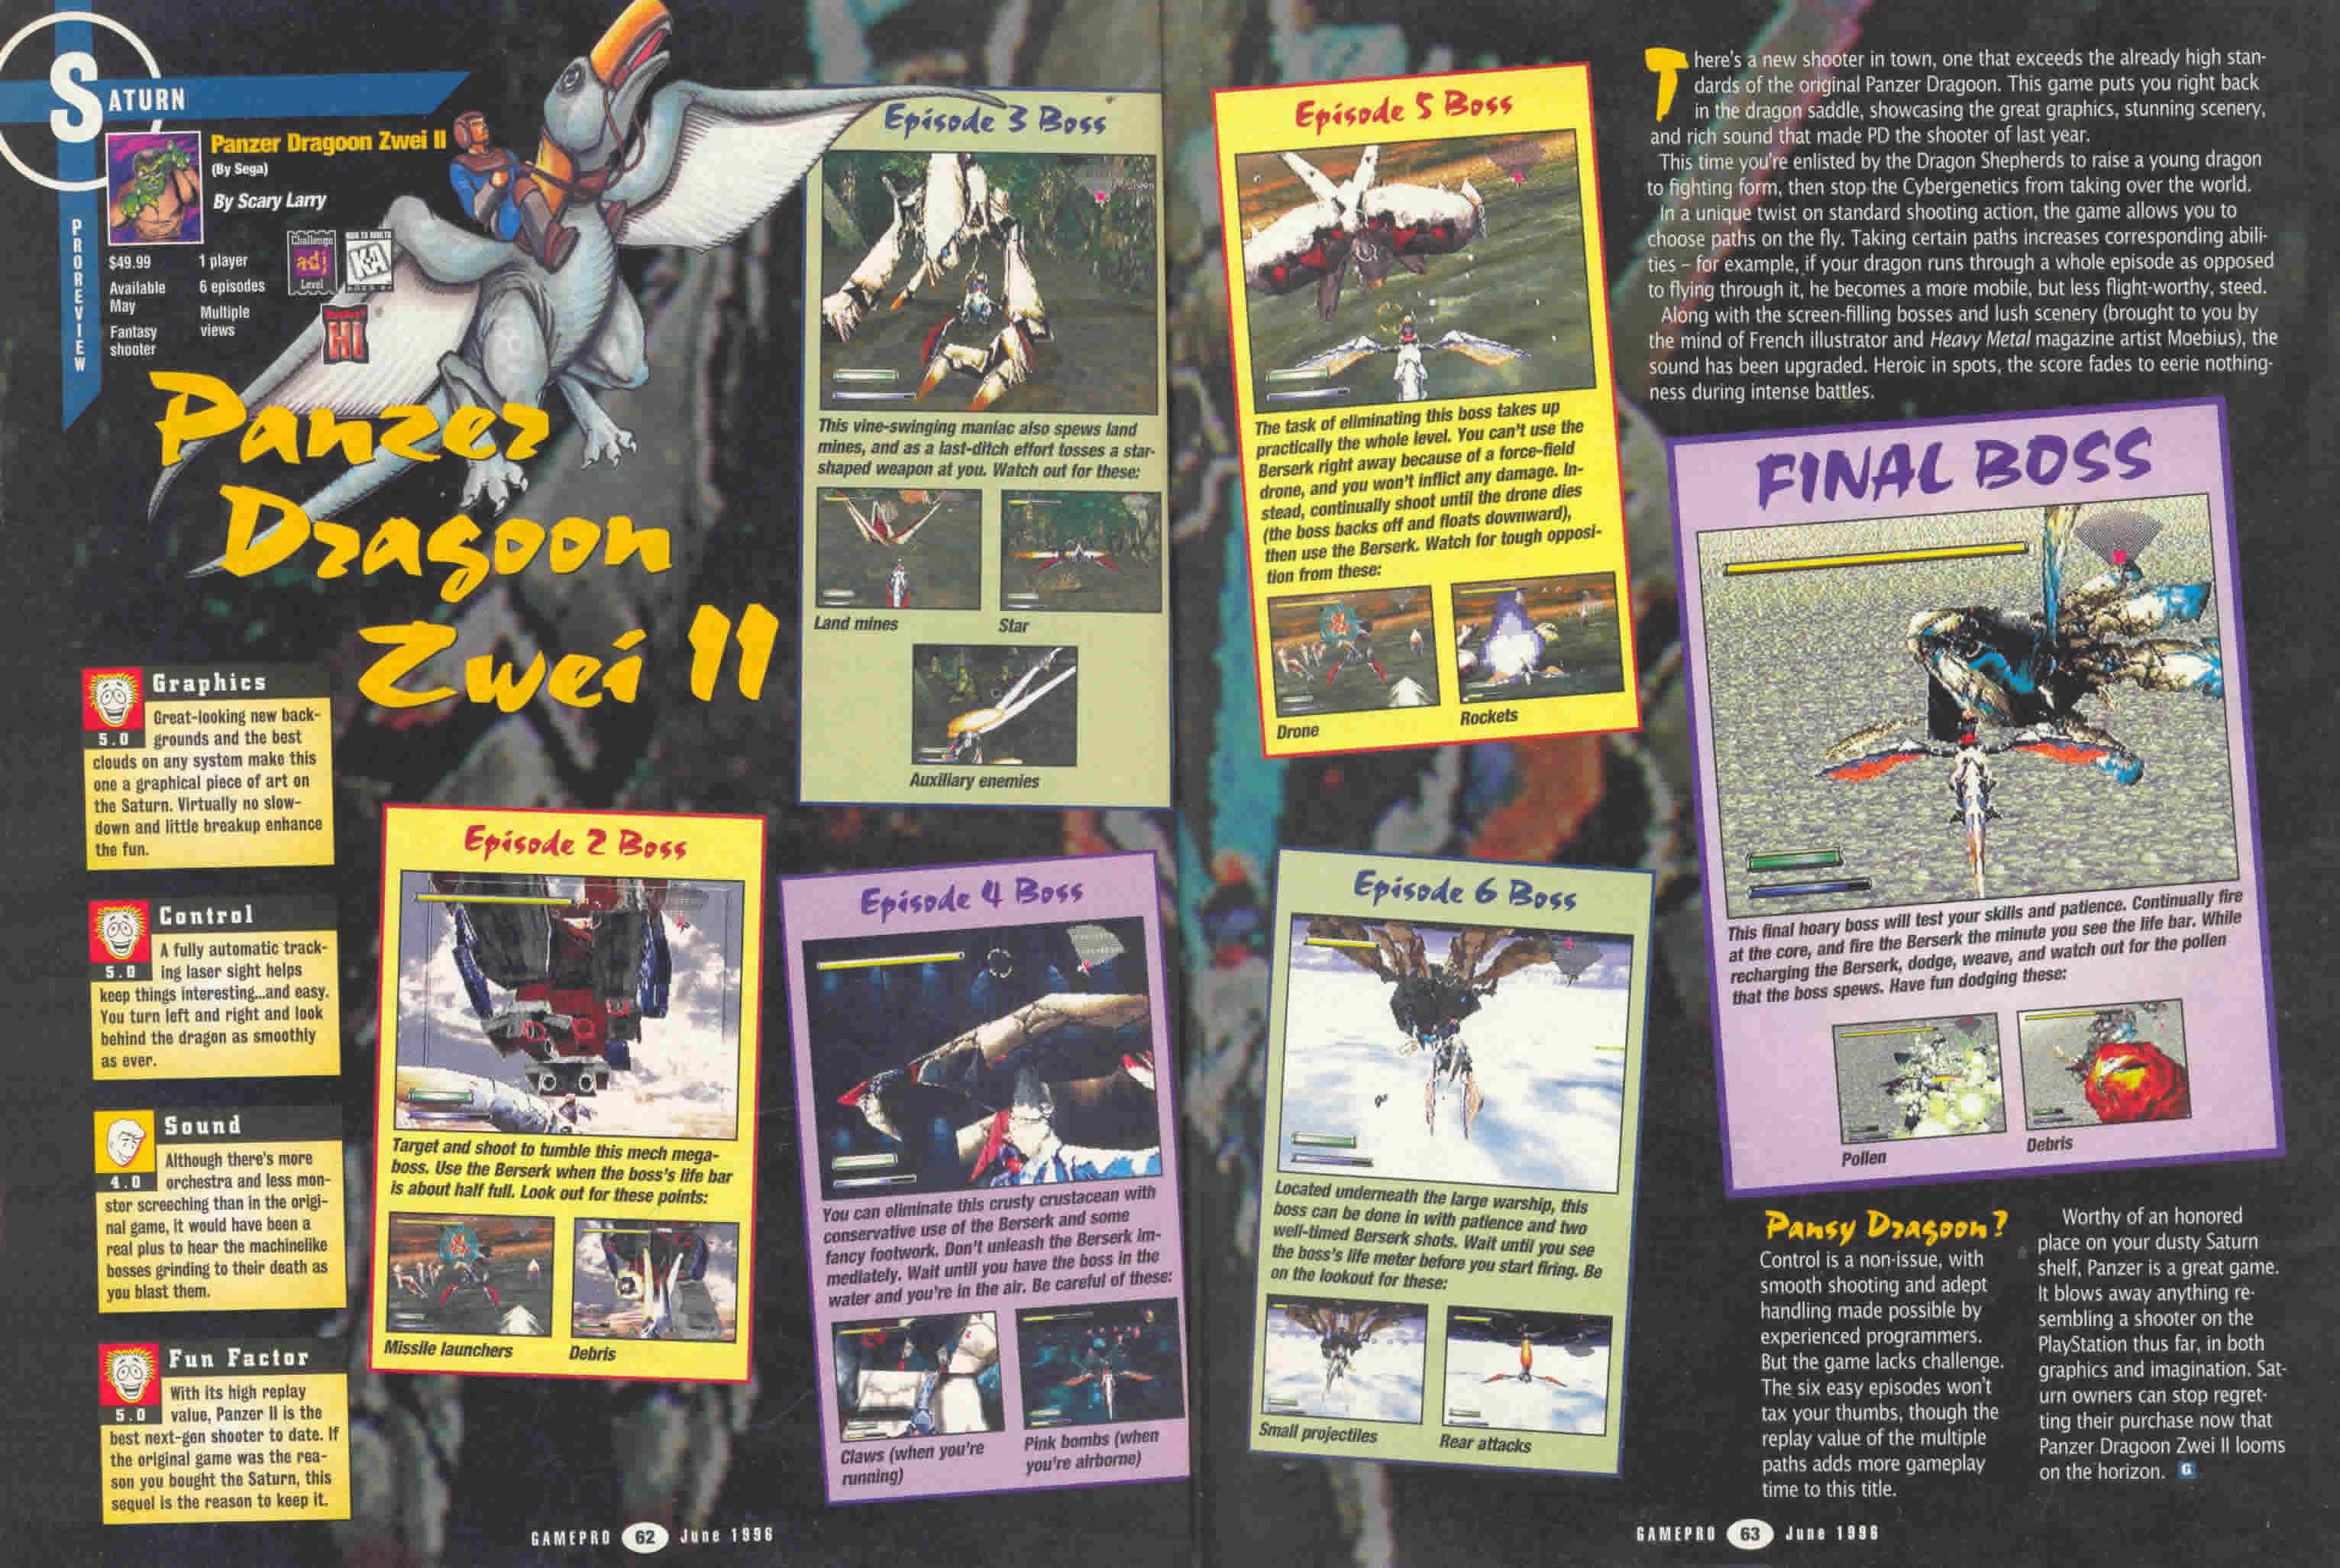 SATURN
PROREVIEW
Panzer Dragoon Zwei II
(By Sega)
By Scary Larry
$49.99
Available
May
Fantasy
shooter
1 player
6 episodes
Multiple
views
Challenge
adj
Level
K-A
HI
Panzer
Dragoon
Zwei II
Graphics
5.0
Great-looking new back-
grounds and the best
clouds on any system make this
one a graphical piece of art on
the Saturn. Virtually no slow-
down and little breakup enhance
the fun.
Control
5.0
A fully automatic track-
ing laser sight helps
keep things interesting...and easy.
You turn left and right and look
behind the dragon as smoothly
as ever.
Sound
4.0
Although there's more
orchestra and less mon-
ster screeching than in the origi-
nal game, it would have been a
real plus to hear the machinelike
bosses grinding to their death as
you blast them.
Fun Factor
5.0
With its high replay
value, Panzer II is the
best next-gen shooter to date. If
the original game was the rea-
son you bought the Saturn, this
sequel is the reason to keep it.
Episode 2 Boss
Target and shoot to tumble this mech mega-
boss. Use the Berserk when the boss's life bar
is about half full. Look out for these points:
Missile launchers
Debris
Episode 3 Boss
This vine-swinging maniac also spews land
mines, and as a last-ditch effort tosses a star-
shaped weapon at you. Watch out for these:
Land mines
Star
Auxiliary enemies
Episode 4 Boss
You can eliminate this crusty crustacean with
conservative use of the Berserk and some
fancy footwork. Don't unleash the Berserk im-
mediately. Wait until you have the boss in the
water and you're in the air. Be careful of these:
Claws (when you're
running)
Pink bombs (when
you're airborne)
GAMEPRO 62 June 1996
Episode 5 Boss
The task of eliminating this boss takes up
practically the whole level. You can't use the
Berserk right away because of a force-field
drone, and you won't inflict any damage. In-
stead, continually shoot until the drone dies
(the boss backs off and floats downward),
then use the Berserk. Watch for tough opposi-
tion from these:
Drone
Rockets
Episode 6 Boss
Located underneath the large warship, this
boss can be done in with patience and two
well-timed Berserk shots. Wait until you see
the boss's life meter before you start firing. Be
on the lookout for these:
Small projectiles
Rear attacks
There's a new shooter in town, one that exceeds the already high stan-
dards of the original Panzer Dragoon. This game puts you right back
in the dragon saddle, showcasing the great graphics, stunning scenery,
and rich sound that made PD the shooter of last year.
This time you're enlisted by the Dragon Shepherds to raise a young dragon
to fighting form, then stop the Cybergenetics from taking over the world.
In a unique twist on standard shooting action, the game allows you to
choose paths on the fly. Taking certain paths increases corresponding abili-
ties – for example, if your dragon runs through a whole episode as opposed
to flying through it, he becomes a more mobile, but less flight-worthy, steed.
Along with the screen-filling bosses and lush scenery (brought to you by
the mind of French illustrator and Heavy Metal magazine artist Moebius), the
sound has been upgraded. Heroic in spots, the score fades to eerie nothing-
ness during intense battles.
FINAL BOSS
This final hoary boss will test your skills and patience. Continually fire
at the core, and fire the Berserk the minute you see the life bar. While
recharging the Berserk, dodge, weave, and watch out for the pollen
that the boss spews. Have fun dodging these:
Pollen
Debris
Pansy Dragoon?
Control is a non-issue, with
smooth shooting and adept
handling made possible by
experienced programmers.
But the game lacks challenge.
The six easy episodes won't
tax your thumbs, though the
replay value of the multiple
paths adds more gameplay
time to this title.
Worthy of an honored
place on your dusty Saturn
shelf, Panzer is a great game.
It blows away anything re-
sembling a shooter on the
PlayStation thus far, in both
graphics and imagination. Sat-
urn owners can stop regret-
ting their purchase now that
Panzer Dragoon Zwei II looms
on the horizon. G
GAMEPRO 63 June 1996